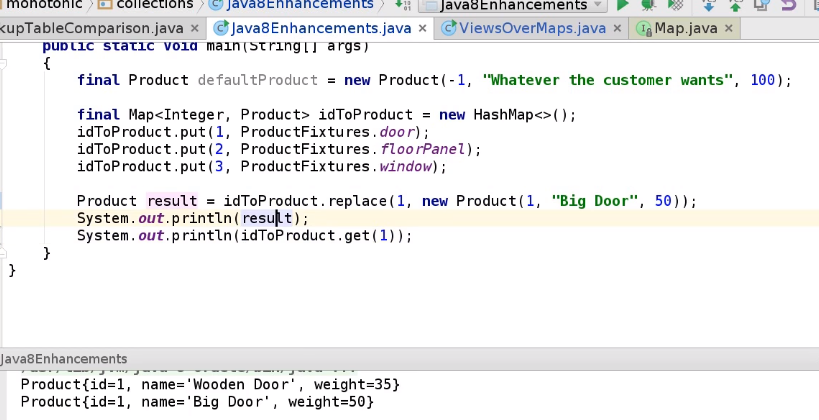 monotonic collections Java8Enhancements Java8Enhancements
kupTableComparison.java × Java8Enhancements.java × ViewsOverMaps.java × Map.java ×
public static void main(String[] args)
{
final Product defaultProduct = new Product(-1, "Whatever the customer wants", 100);
final Map<Integer, Product> idToProduct = new HashMap<>();
idToProduct.put(1, ProductFixtures.door);
idToProduct.put(2, ProductFixtures.floorPanel);
idToProduct.put(3, ProductFixtures.window);
Product result = idToProduct.replace(1, new Product(1, "Big Door", 50));
System.out.println(result);
System.out.println(idToProduct.get(1));
}
}
Java8Enhancements
Product{id=1, name='Wooden Door', weight=35}
Product{id=1, name='Big Door', weight=50}